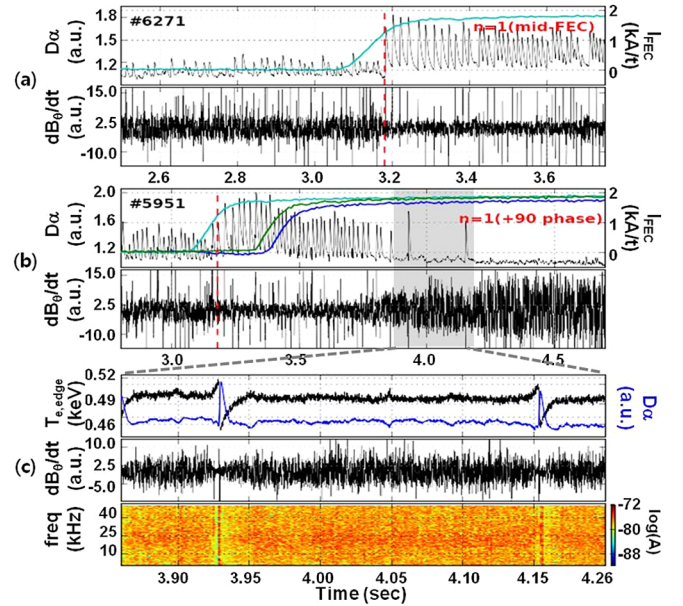 #6271
n=1(mid-FEC)
(a)
Dα
(a.u.)
1.8
1.5
1.2
2
1
0
I_FEC
(kA/t)
dBθ/dt
(a.u.)
15.0
2.5
-10.0
2.6 2.8 3.0 3.2 3.4 3.6
#5951
n=1(+90 phase)
(b)
Dα
(a.u.)
2.0
1.6
1.2
2
1
0
I_FEC
(kA/t)
dBθ/dt
(a.u.)
15.0
2.5
-10.0
3.0 3.5 4.0 4.5
(c)
T_e,edge
(keV)
0.52
0.49
0.46
Dα
(a.u.)
dBθ/dt
(a.u.)
10.0
2.5
-5.0
freq
(kHz)
40
25
10
-72
-80
-88
log(A)
3.90 3.95 4.00 4.05 4.10 4.15 4.26
Time (sec)